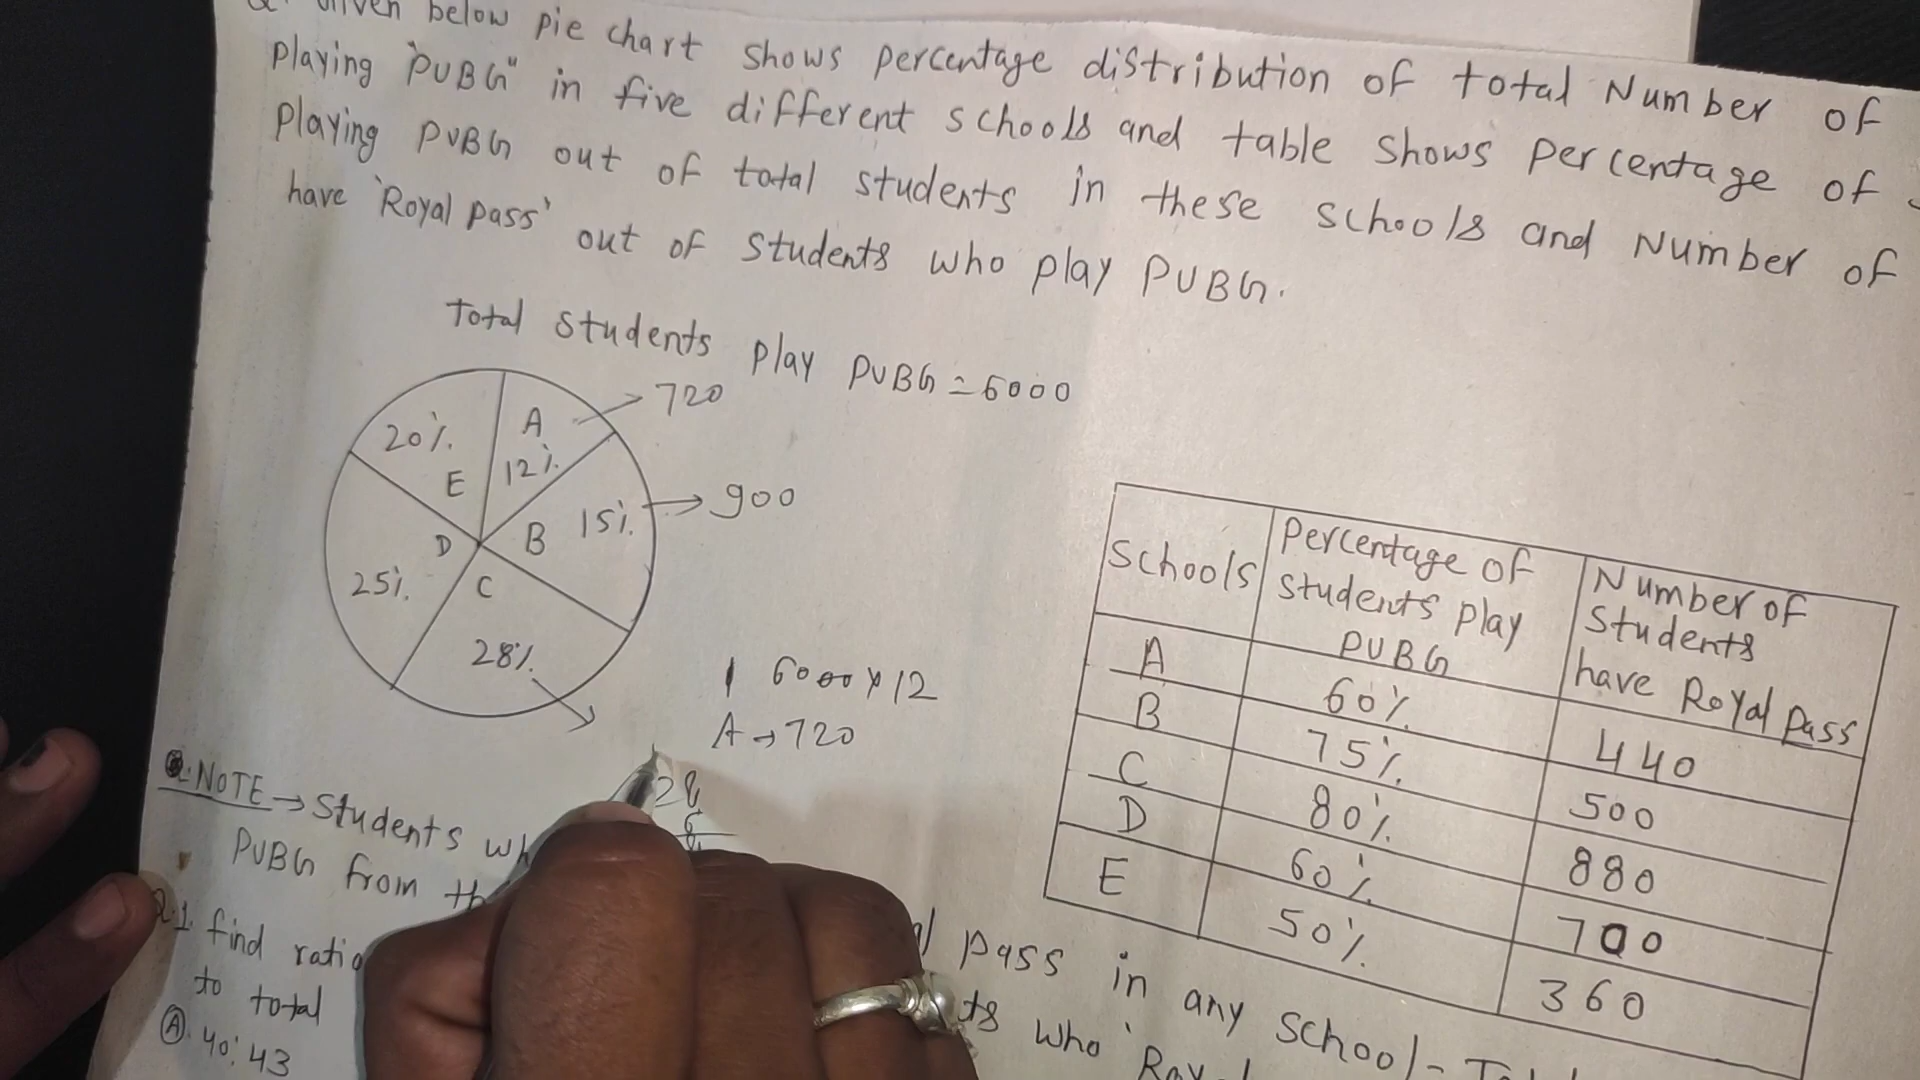 Given below pie chart shows percentage distribution of total Number of
playing "PUBG" in five different schools and table shows percentage of
playing PUBG out of total students in these schools and Number of
have 'Royal pass' out of students who play PUBG.
Total students play PUBG = 6000
720
A
12%
20%
E
900
15%
B
D
25%
C
28%
6000 x 12
A → 720
28
6
Schools Percentage of students play PUBG Number of students have Royal pass
A 60% 440
B 75% 500
C 80% 880
D 60% 700
E 50% 360
NOTE → Students
PUBG from
pass in any school - 
Q.1. find
to total
who
(A). 40:43